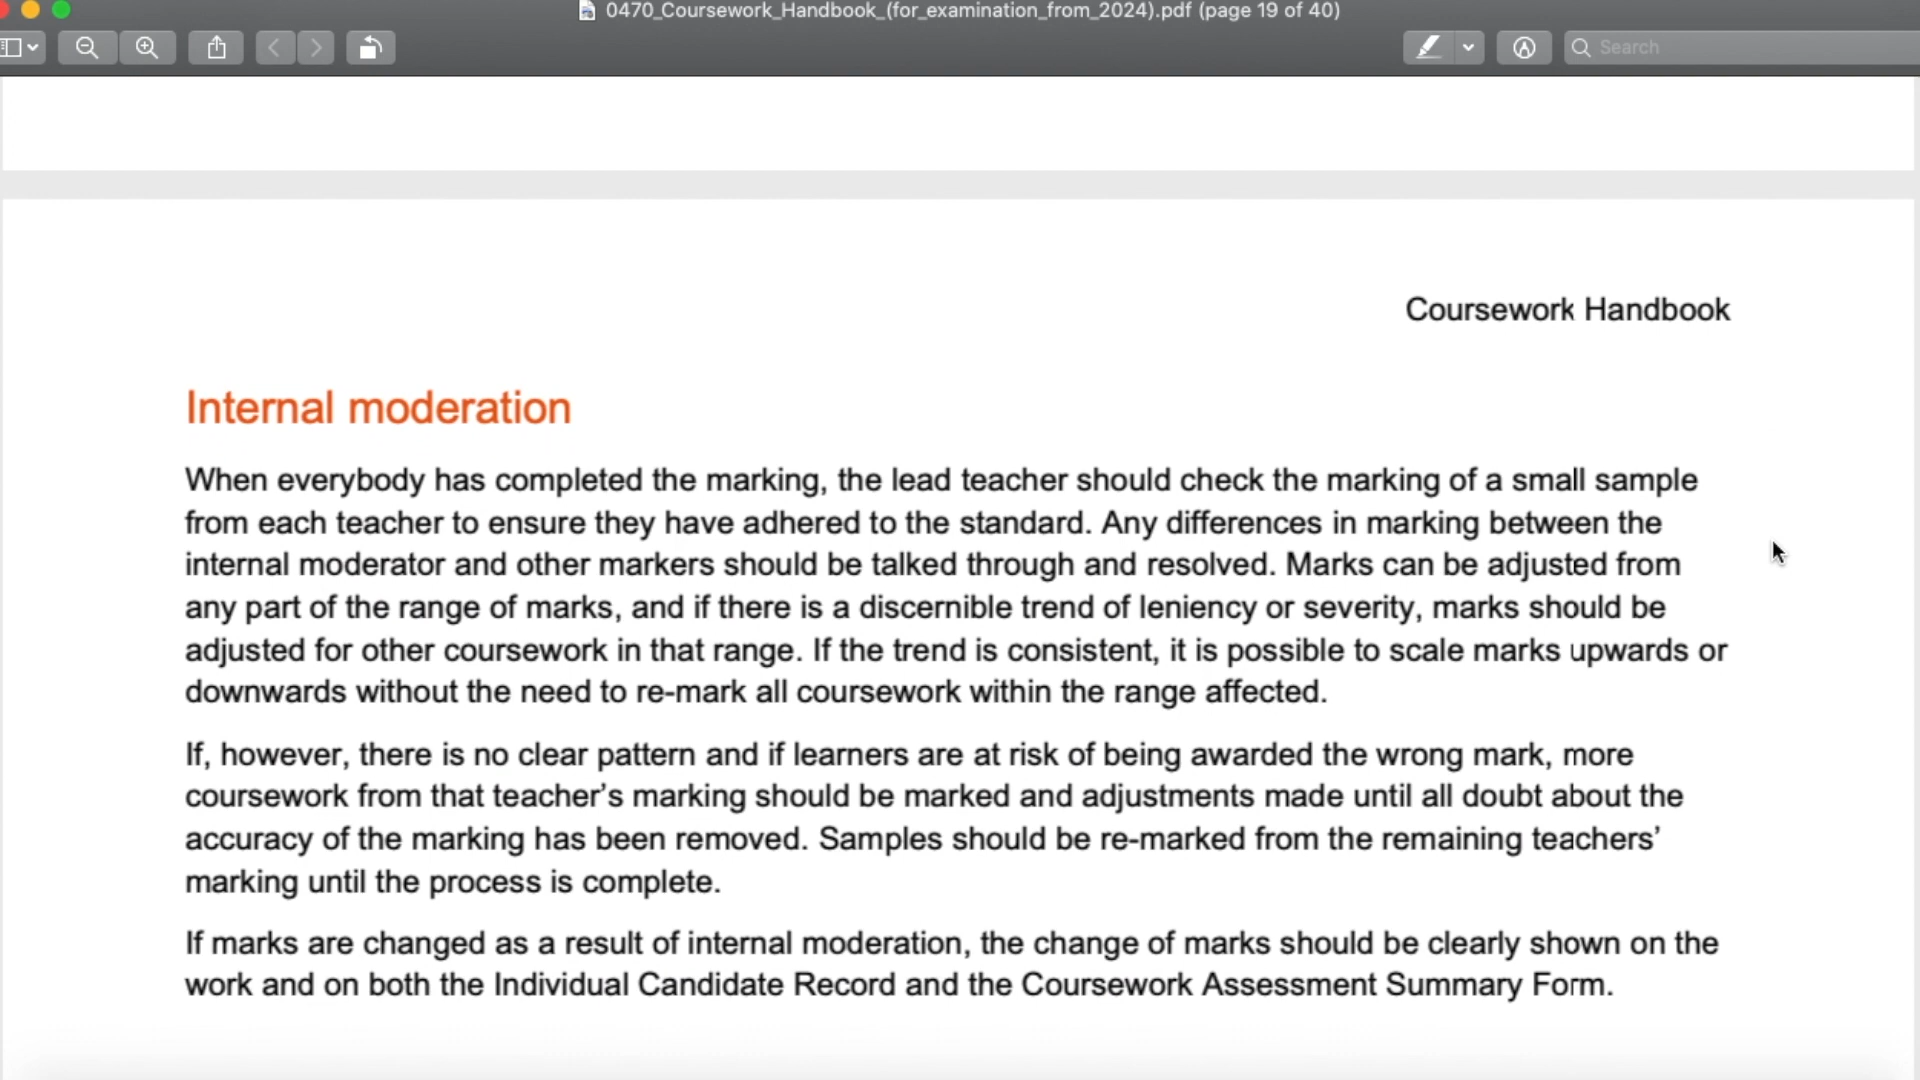 0470_Coursework_Handbook_(for_examination_from_2024).pdf (page 19 of 40)
Search
Coursework Handbook
Internal moderation
When everybody has completed the marking, the lead teacher should check the marking of a small sample
from each teacher to ensure they have adhered to the standard. Any differences in marking between the
internal moderator and other markers should be talked through and resolved. Marks can be adjusted from
any part of the range of marks, and if there is a discernible trend of leniency or severity, marks should be
adjusted for other coursework in that range. If the trend is consistent, it is possible to scale marks upwards or
downwards without the need to re-mark all coursework within the range affected.
If, however, there is no clear pattern and if learners are at risk of being awarded the wrong mark, more
coursework from that teacher’s marking should be marked and adjustments made until all doubt about the
accuracy of the marking has been removed. Samples should be re-marked from the remaining teachers’
marking until the process is complete.
If marks are changed as a result of internal moderation, the change of marks should be clearly shown on the
work and on both the Individual Candidate Record and the Coursework Assessment Summary Form.